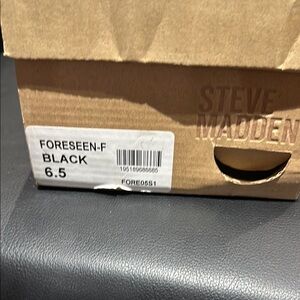 STEVE
MADDEN
FORESEEN-F
BLACK
6.5
195189686665
FORE05S1